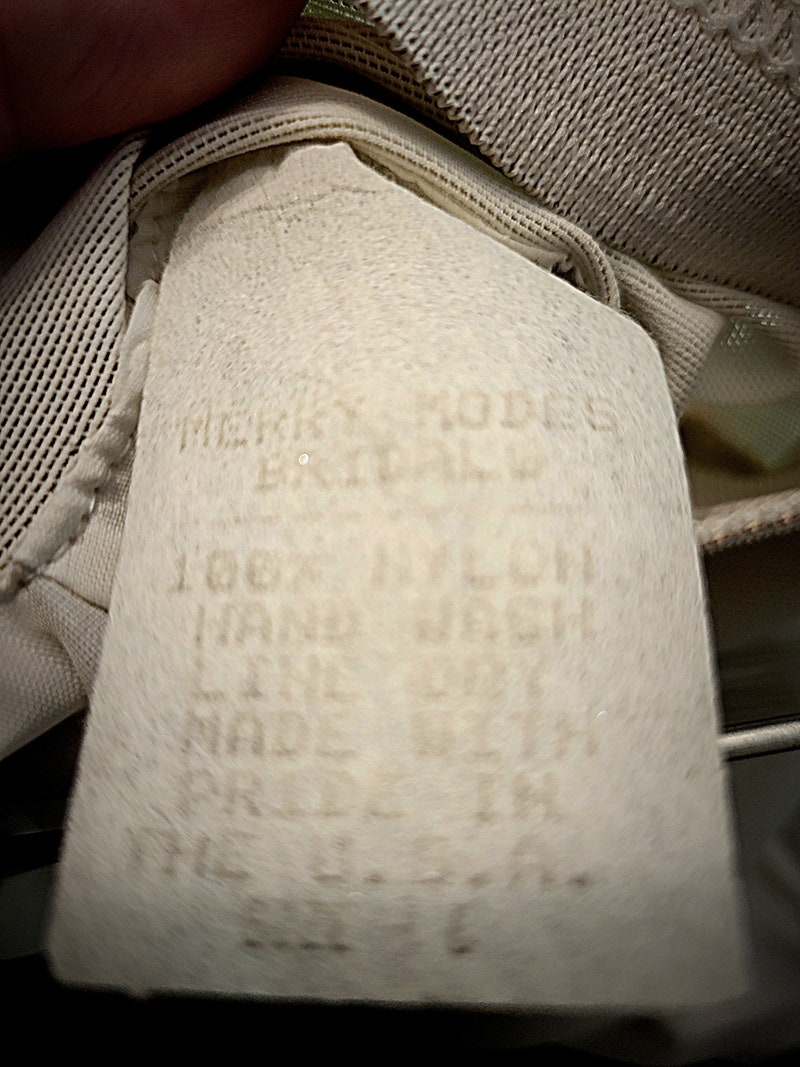 MERRY MODES
BRIDALS
100% NYLON
HAND WASH
LINE DRY
MADE WITH
PRIDE IN
THE U.S.A.